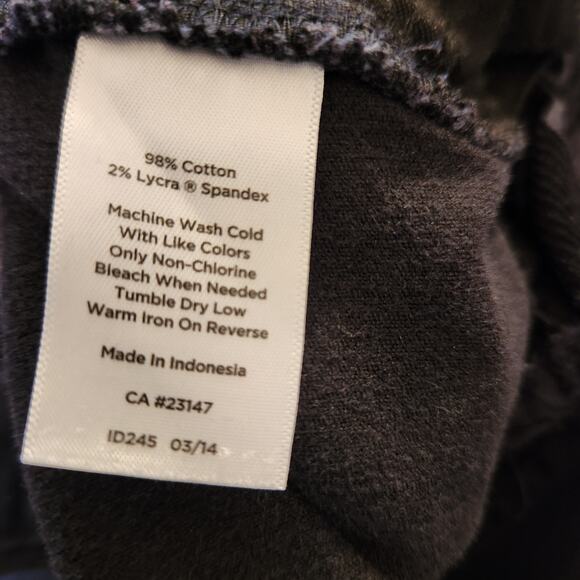 98% Cotton
2% Lycra ® Spandex
Machine Wash Cold
With Like Colors
Only Non-Chlorine
Bleach When Needed
Tumble Dry Low
Warm Iron On Reverse
Made In Indonesia
CA #23147
ID245 03/14